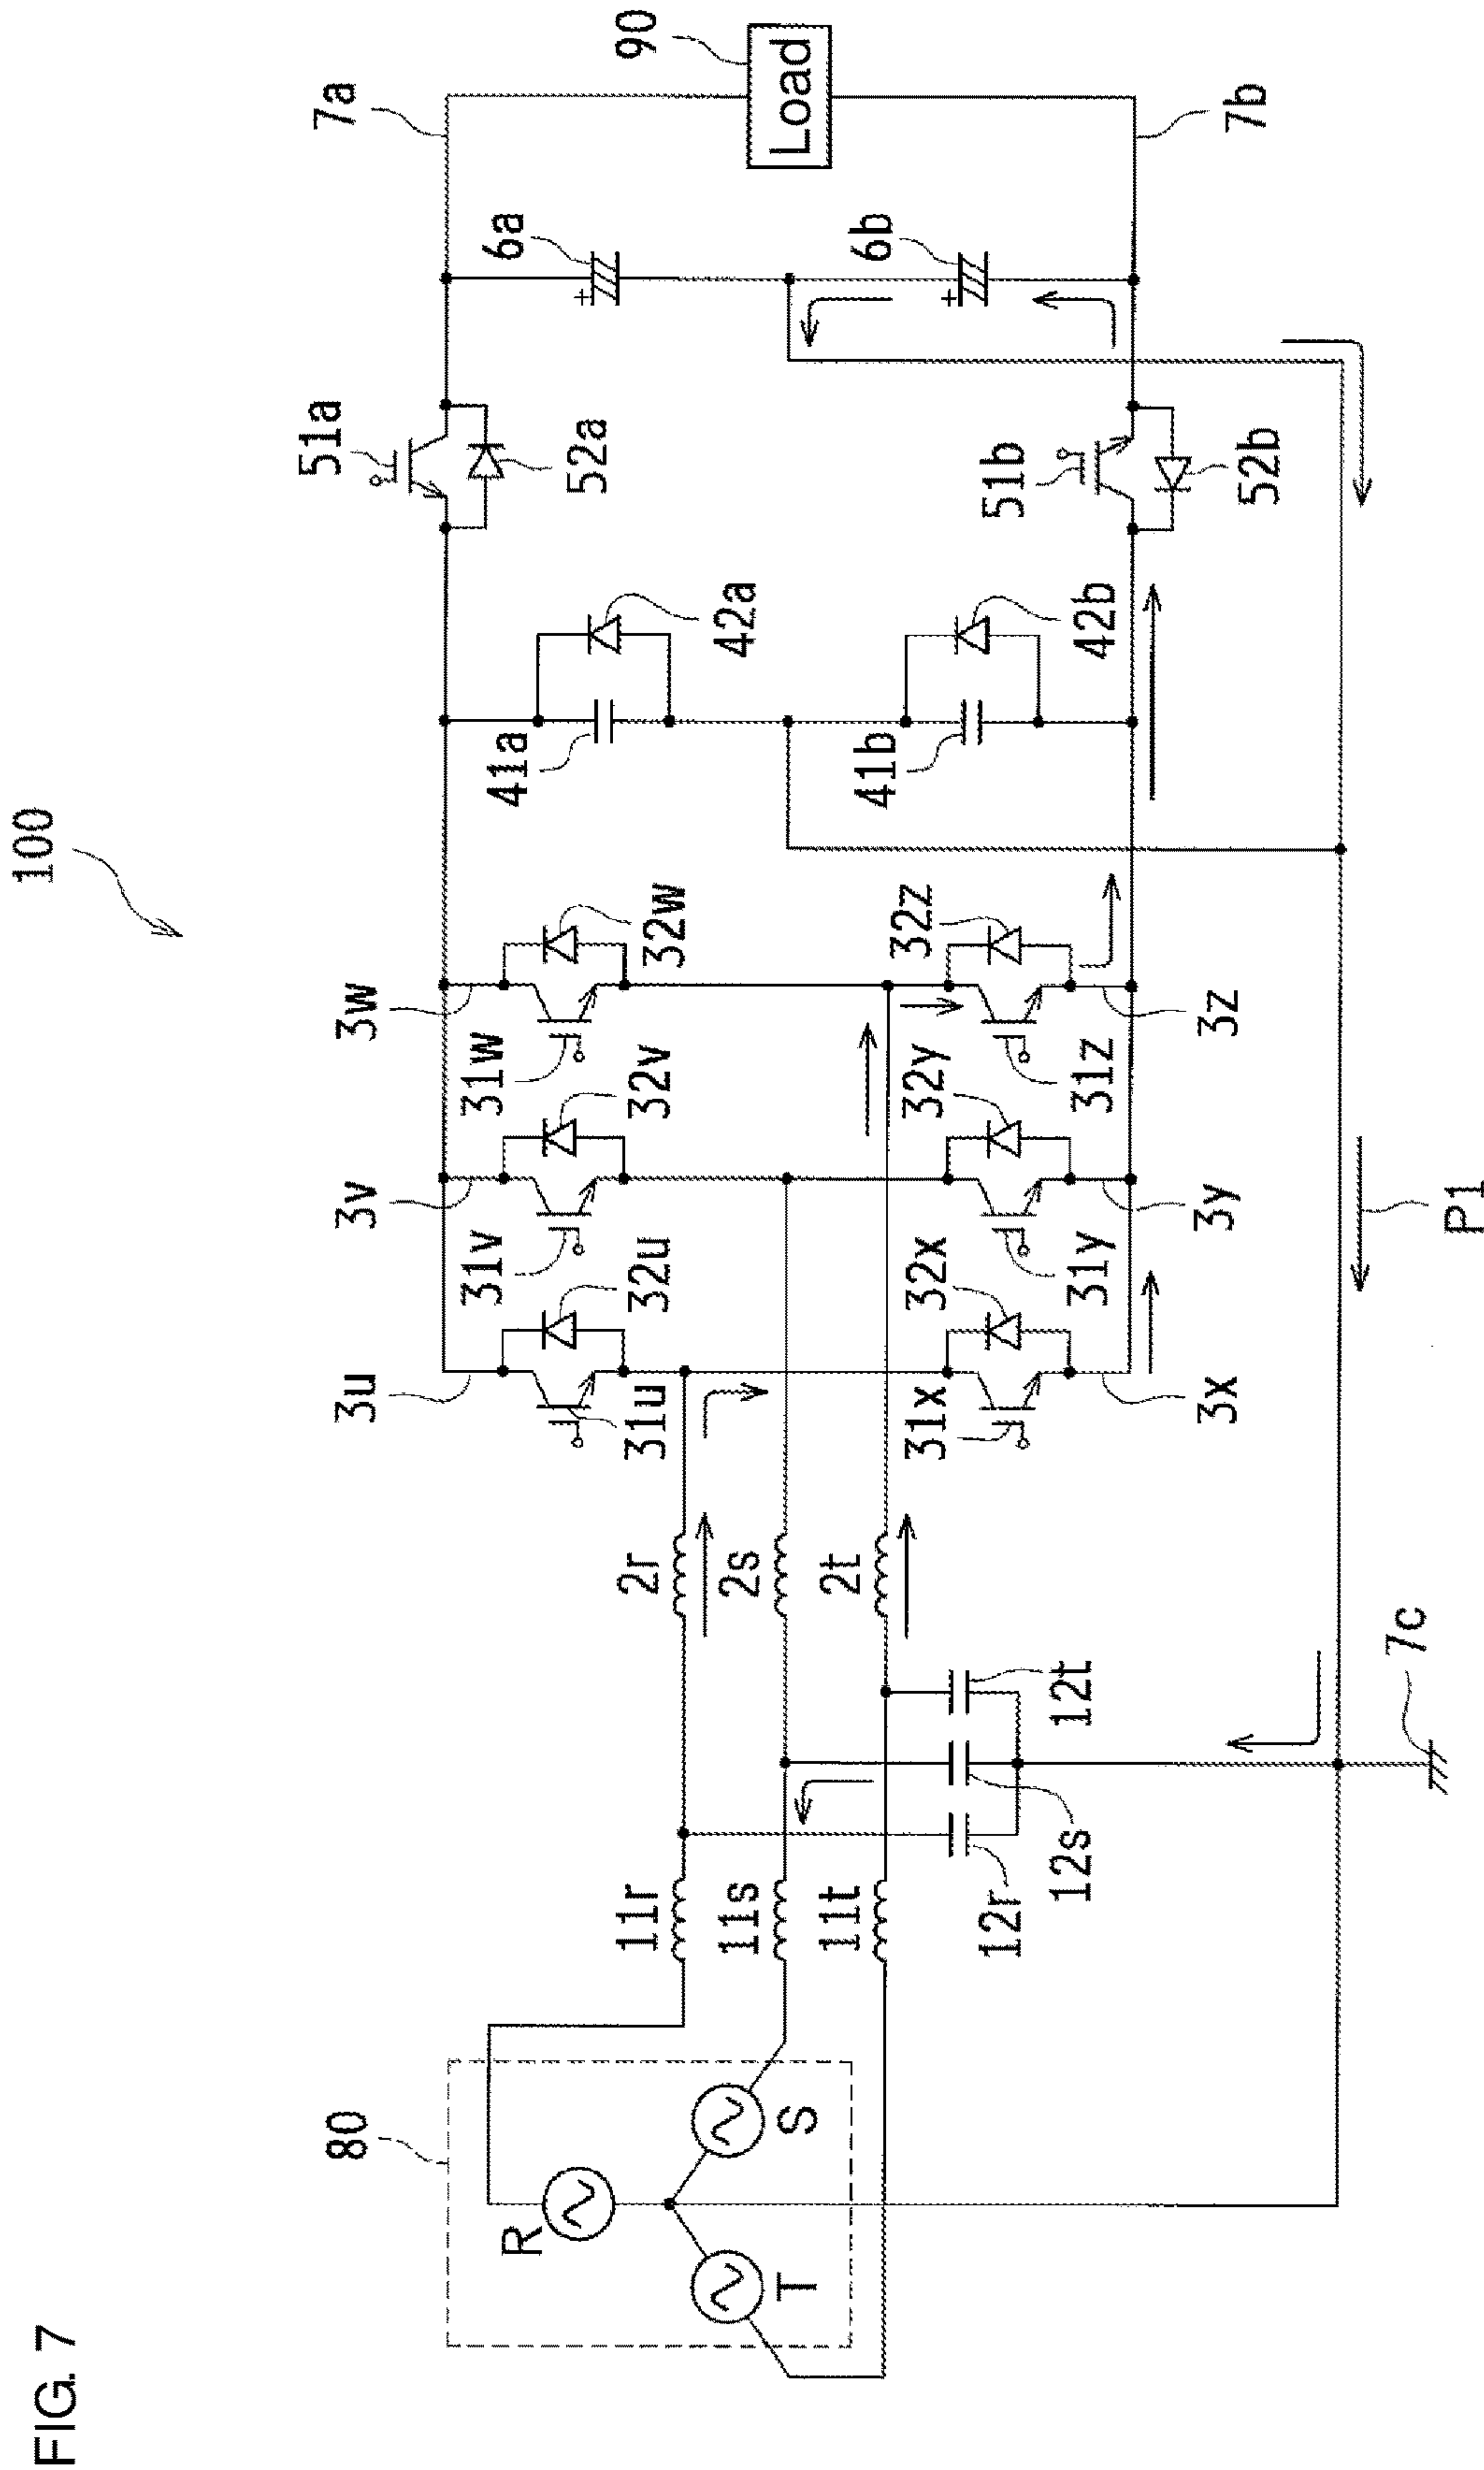 FIG. 7
100
80
R
S
T
11r
11s
11t
12r
12s
12t
2r
2s
2t
7c
3u
3v
3w
31u
31v
31w
32u
32v
32w
31x
31y
31z
32x
32y
32z
3x
3y
3z
P1
41a
42a
41b
42b
51a
52a
51b
52b
6a
6b
7a
7b
90
Load
+
+